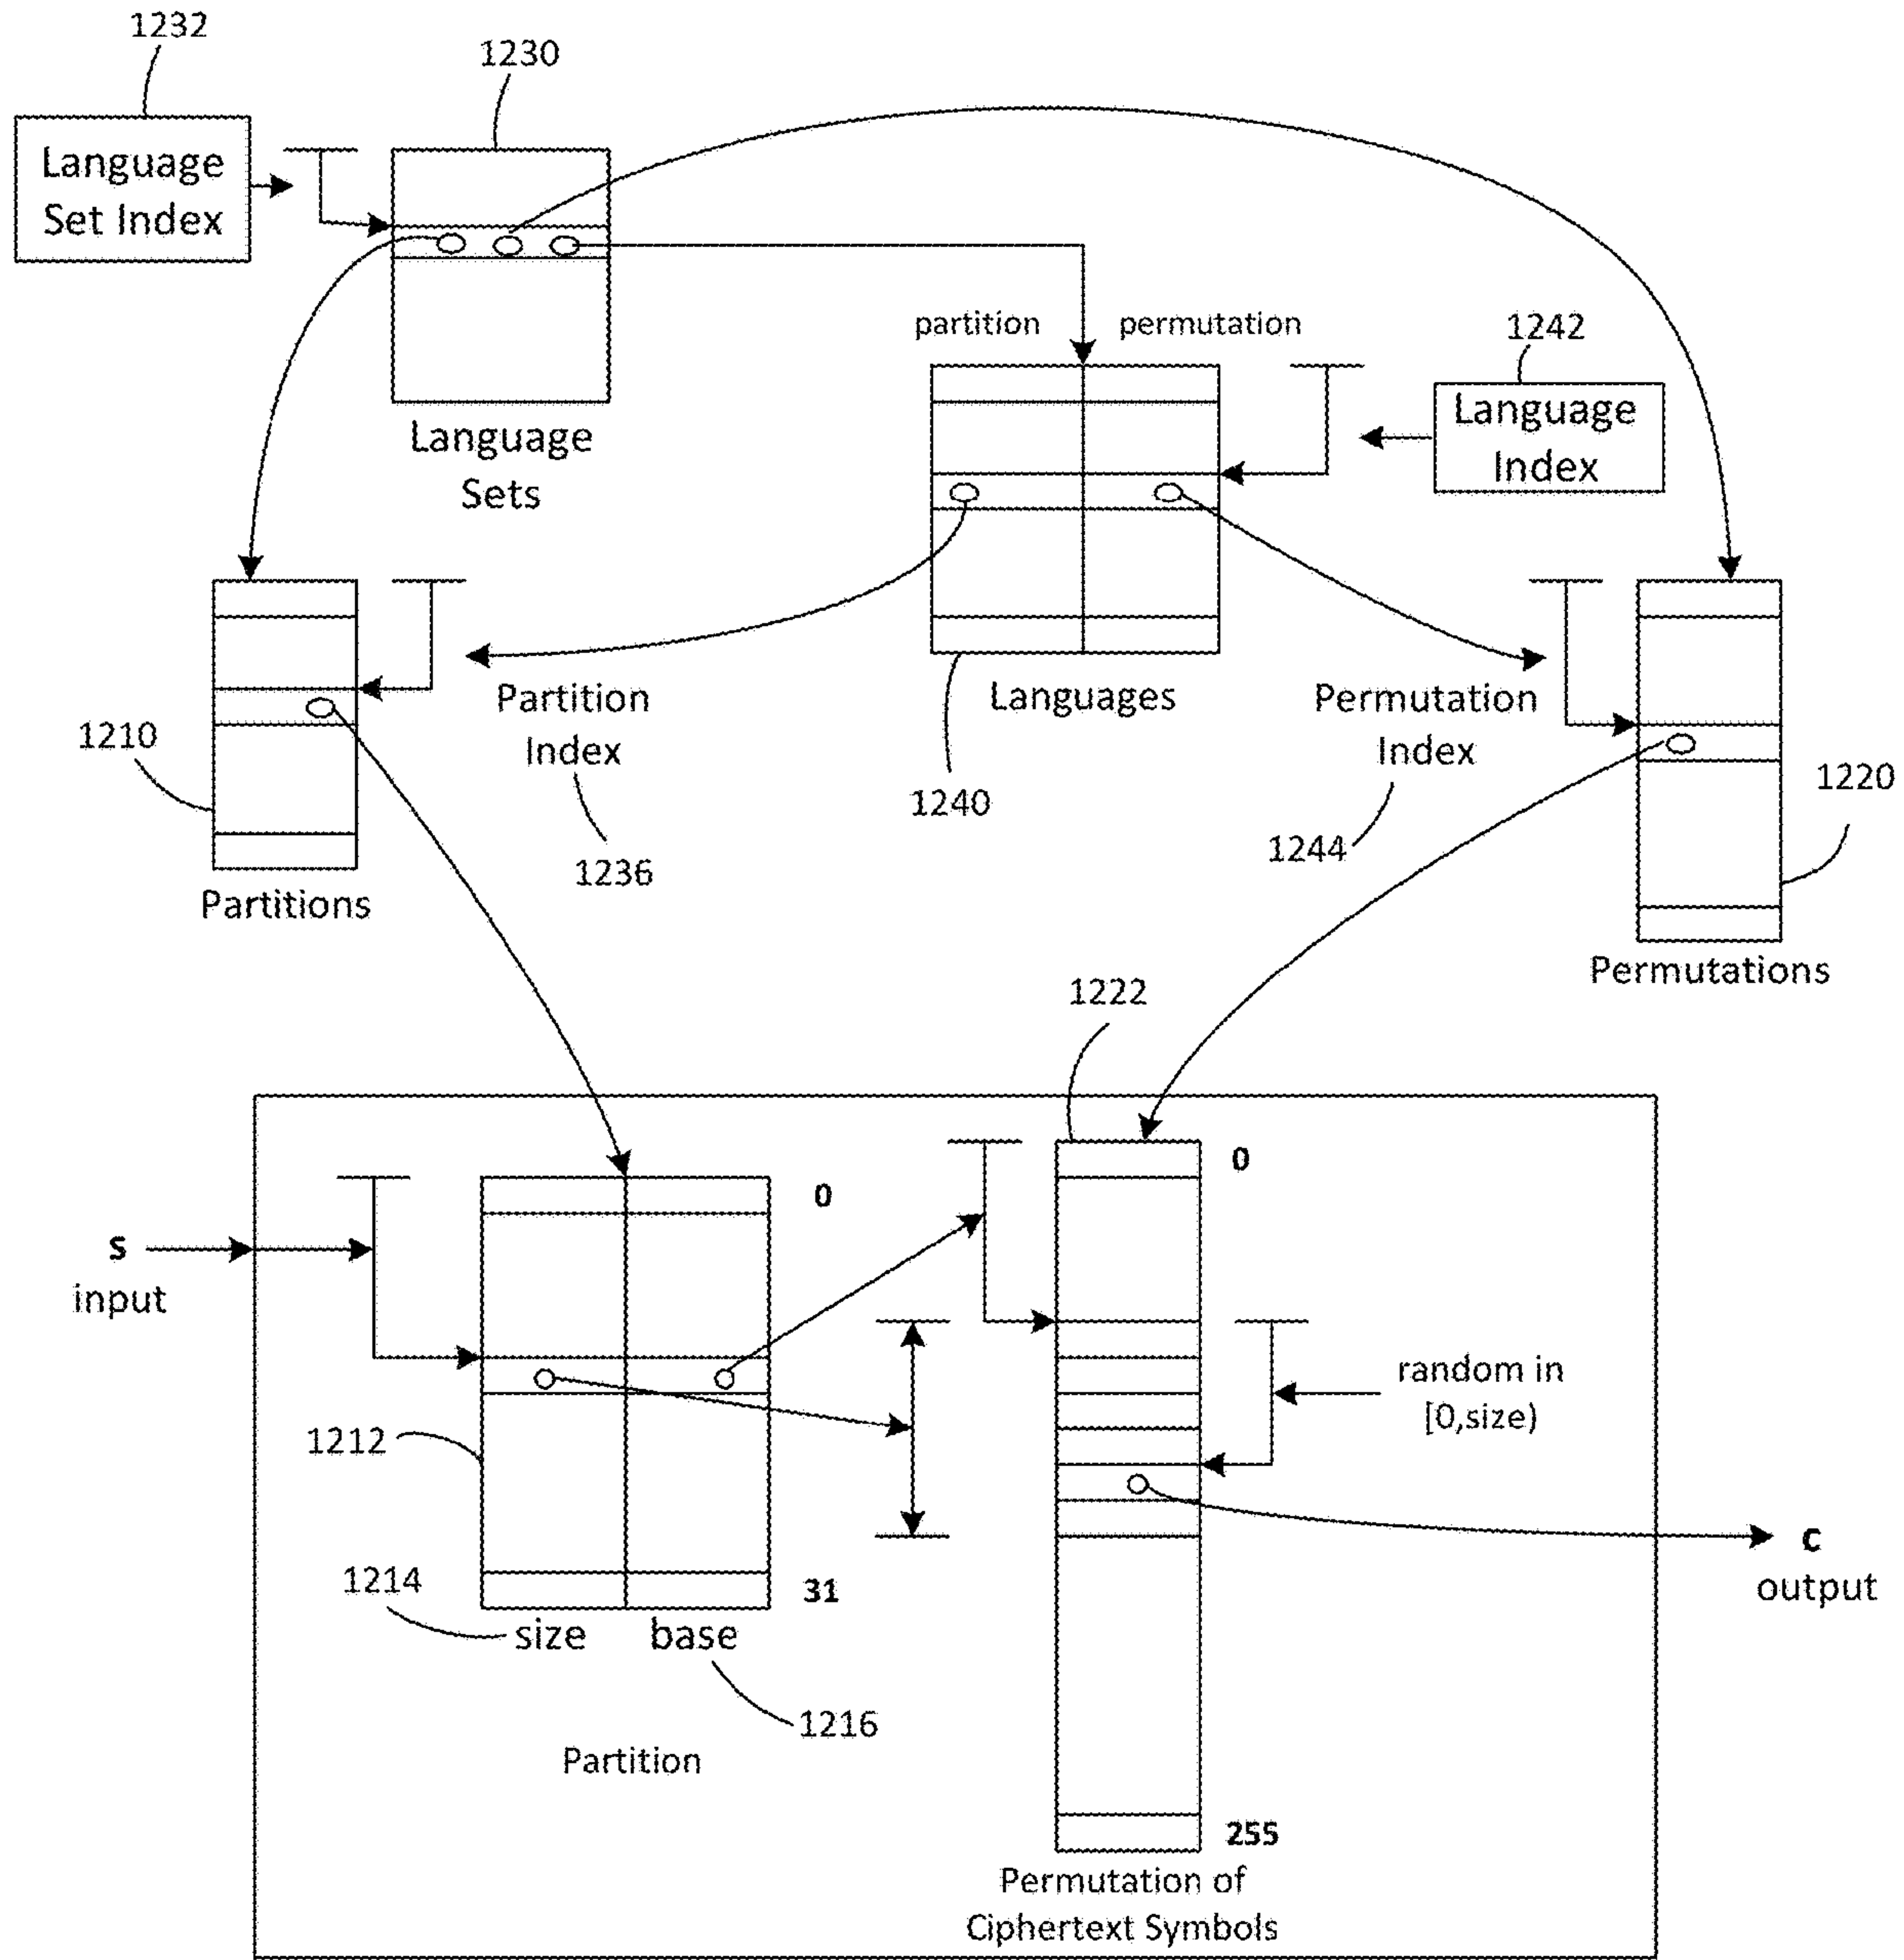 1232
1230
Language
Set Index
partition
permutation
1242
Language
Index
Language
Sets
1210
Partition
Index
1236
Languages
1240
Permutation
Index
1244
1220
Partitions
Permutations
1222
0
0
s
input
1212
random in
[0,size)
1214
31
size
base
1216
Partition
c
output
255
Permutation of
Ciphertext Symbols